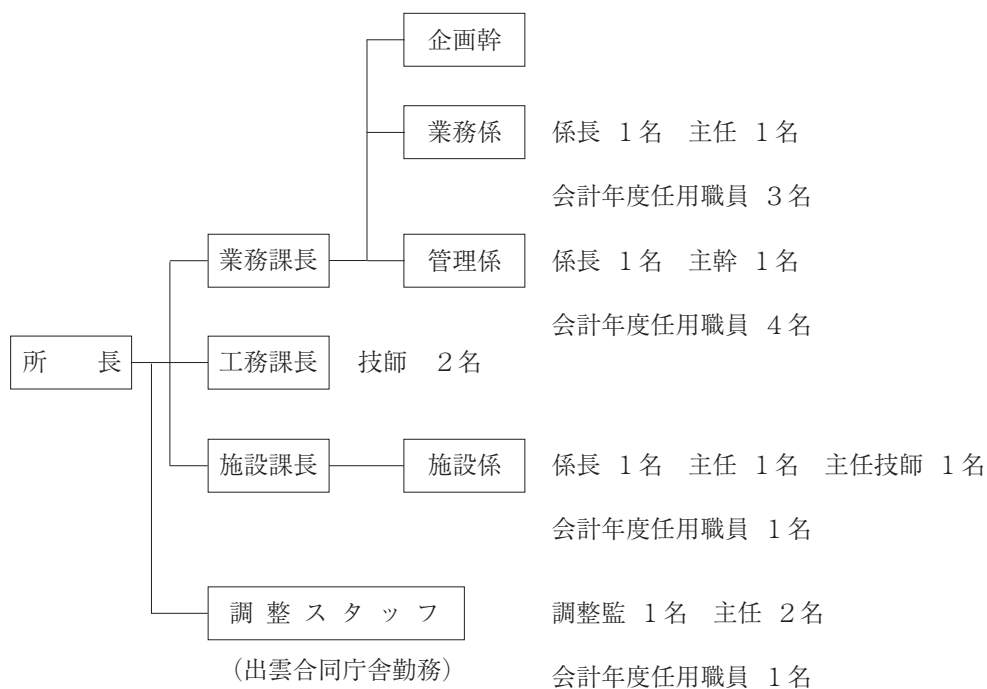 企画幹
業務係 係長 1名 主任 1名
会計年度任用職員 3名
業務課長 管理係 係長 1名 主幹 1名
会計年度任用職員 4名
所　　長 工務課長 技師 2名
施設課長 施設係 係長 1名 主任 1名 主任技師 1名
会計年度任用職員 1名
調 整 ス タ ッ フ 調整監 1名 主任 2名
（出雲合同庁舎勤務）
会計年度任用職員 1名